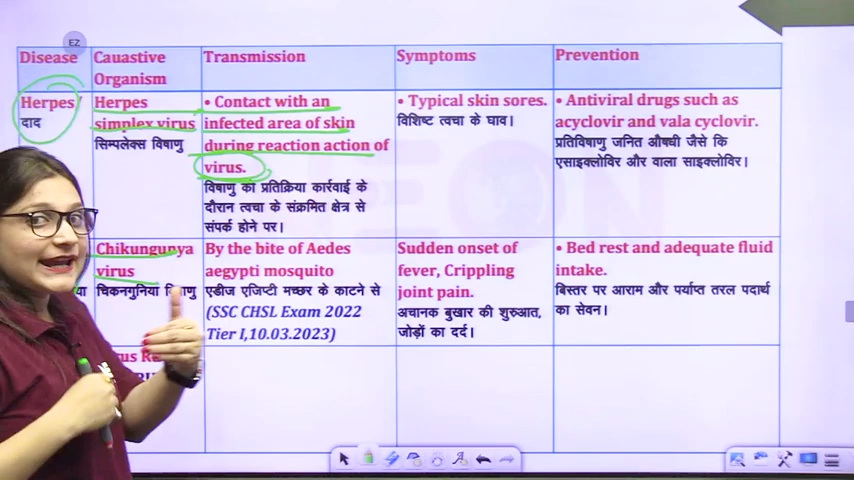 EZ
Disease
Cauastive
Organism
Transmission
Symptoms
Prevention
Herpes/
दाद
Herpes
simplex virus
सिम्पलेक्स विषाणु
• Contact with an
infected area of skin
during reaction action of
virus.
विषाणु की प्रतिक्रिया कार्रवाई के
दौरान त्वचा के संक्रमित क्षेत्र से
संपर्क होने पर।
• Typical skin sores.
विशिष्ट त्वचा के घाव।
• Antiviral drugs such as
acyclovir and vala cyclovir.
प्रतिविषाणु जनित औषधी जैसे कि
एसाइक्लोविर और वाला साइक्लोविर।
Chikungunya
virus
चिकनगुनिया
By the bite of Aedes
aegypti mosquito
एडीज एजिप्टी मच्छर के काटने से
(SSC CHSL Exam 2022
Tier I,10.03.2023)
Sudden onset of
fever, Crippling
joint pain.
अचानक बुखार की शुरुआत,
जोड़ों का दर्द।
• Bed rest and adequate fluid
intake.
बिस्तर पर आराम और पर्याप्त तरल पदार्थ
का सेवन।